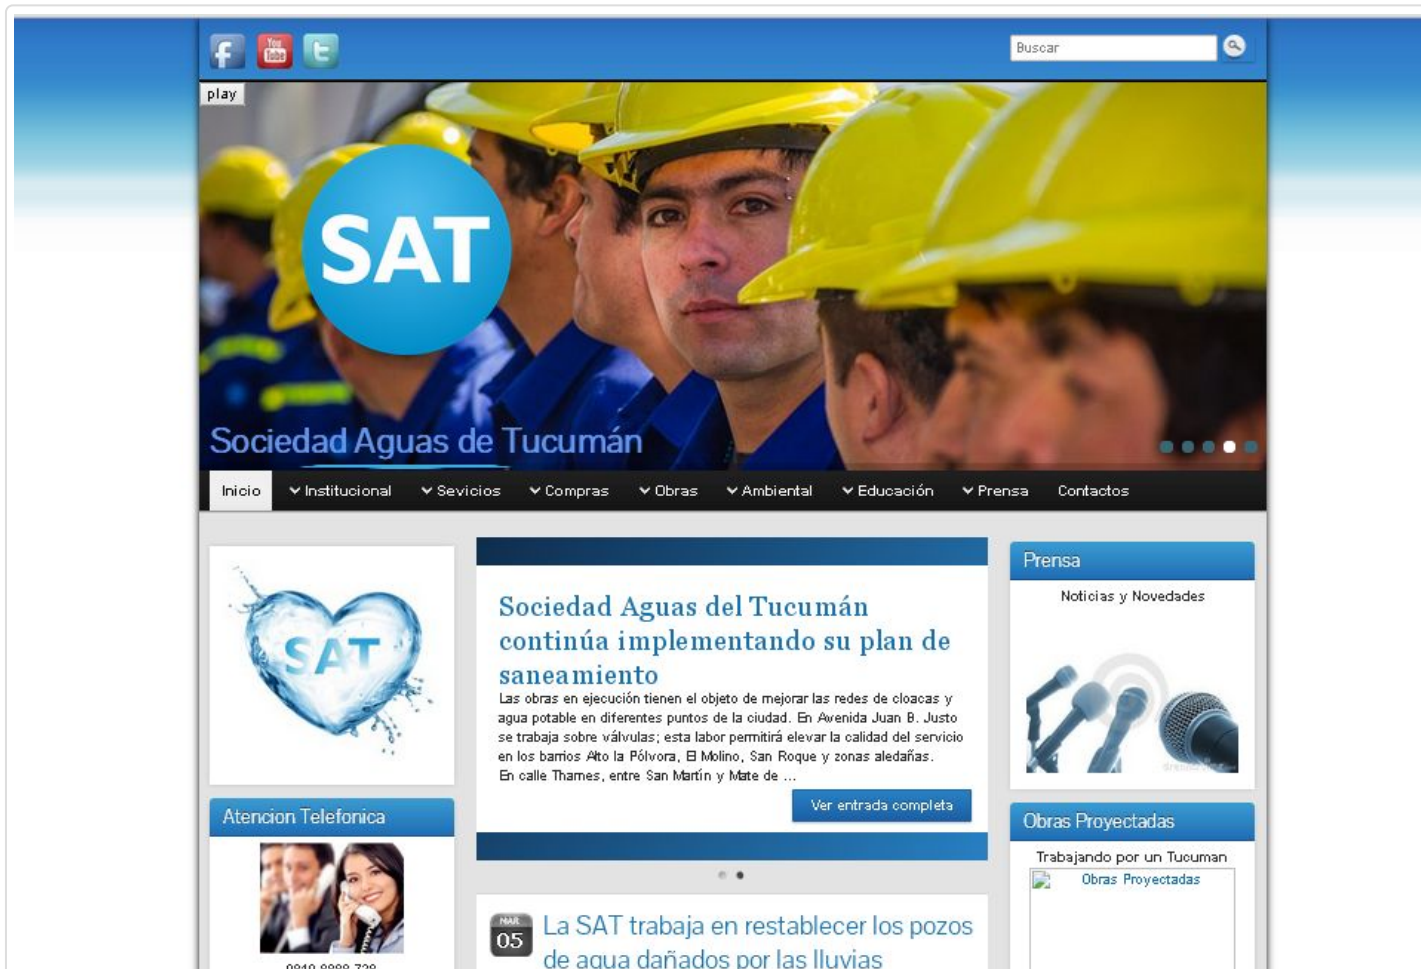 Buscar
play
SAT
Sociedad Aguas de Tucumán
Inicio Institucional Sevicios Compras Obras Ambiental Educación Prensa Contactos
SAT
Sociedad Aguas del Tucumán
continúa implementando su plan de
saneamiento
Las obras en ejecución tienen el objeto de mejorar las redes de cloacas y
agua potable en diferentes puntos de la ciudad. En Avenida Juan B. Justo
se trabaja sobre válvulas; esta labor permitirá elevar la calidad del servicio
en los barrios Alto la Pólvora, El Molino, San Roque y zonas aledañas.
En calle Thames, entre San Martín y Mate de ...
Ver entrada completa
Prensa
Noticias y Novedades
Atencion Telefonica
Obras Proyectadas
Trabajando por un Tucuman
Obras Proyectadas
MAR
05
La SAT trabaja en restablecer los pozos
de agua dañados por las lluvias